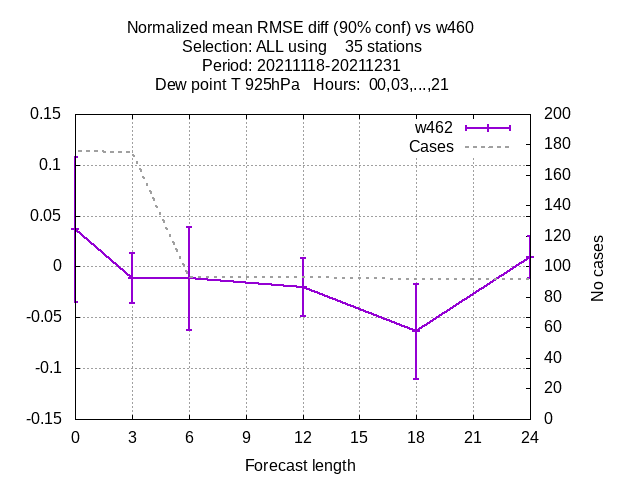 Normalized mean RMSE diff (90% conf) vs w460
Selection: ALL using    35 stations
Period: 20211118-20211231
Dew point T 925hPa   Hours:  00,03,...,21
w462
Cases
0.15
0.1
0.05
0
-0.05
-0.1
-0.15
200
180
160
140
120
100
80
60
40
20
0
No cases
0 3 6 9 12 15 18 21 24
Forecast length